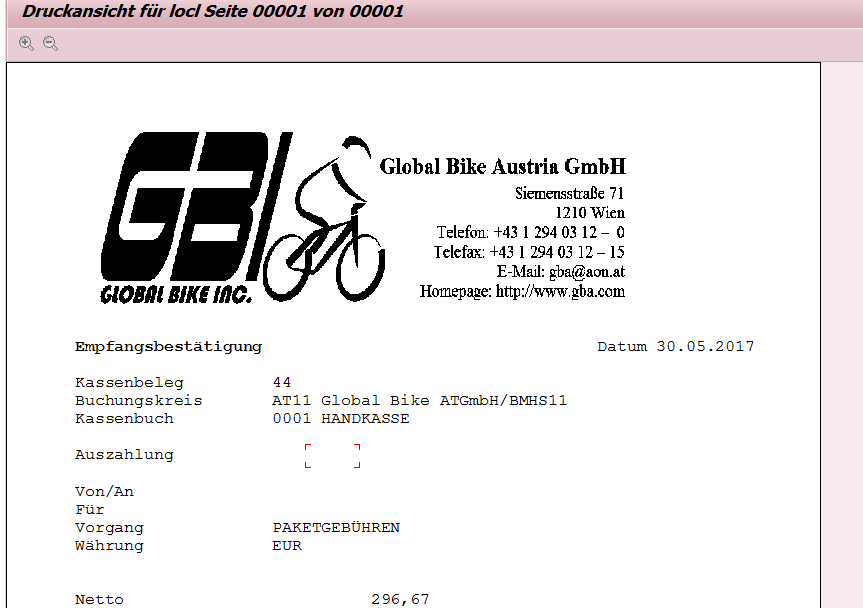 Druckansicht für locl Seite 00001 von 00001
GBI
GLOBAL BIKE INC.
Global Bike Austria GmbH
Siemensstraße 71
1210 Wien
Telefon: +43 1 294 03 12 – 0
Telefax: +43 1 294 03 12 – 15
E-Mail: gba@aon.at
Homepage: http://www.gba.com
Empfangsbestätigung Datum 30.05.2017
Kassenbeleg 44
Buchungskreis AT11 Global Bike ATGmbH/BMHS11
Kassenbuch 0001 HANDKASSE
Auszahlung
Von/An
Für
Vorgang PAKETGEBÜHREN
Währung EUR
Netto 296,67